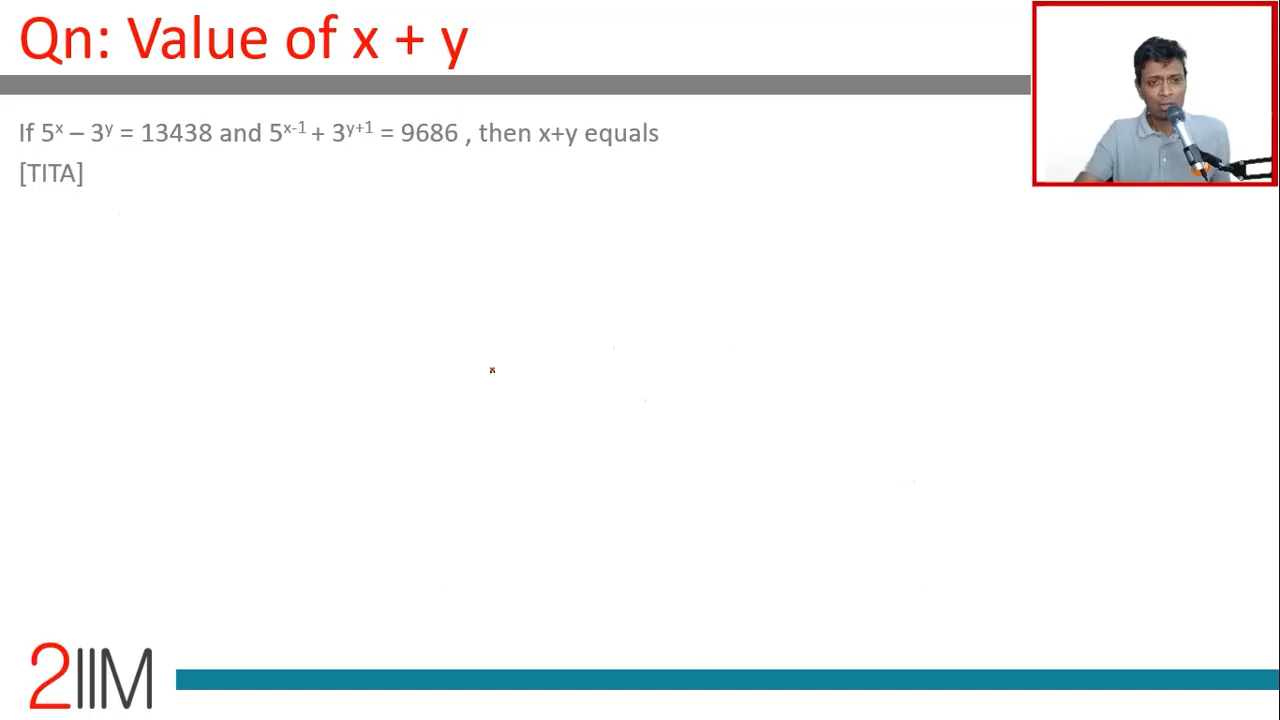 Qn: Value of x + y
If 5ˣ – 3ʸ = 13438 and 5ˣ⁻¹ + 3ʸ⁺¹ = 9686 , then x+y equals
[TITA]
2IIM